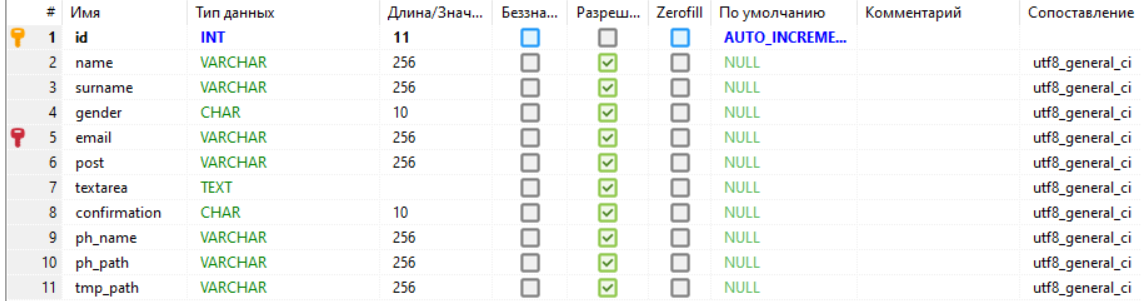 # Имя Тип данных Длина/Знач... Беззна... Разреш... Zerofill По умолчанию Комментарий Сопоставление
1 id INT 11 AUTO_INCREME...
2 name VARCHAR 256 NULL utf8_general_ci
3 surname VARCHAR 256 NULL utf8_general_ci
4 gender CHAR 10 NULL utf8_general_ci
5 email VARCHAR 256 NULL utf8_general_ci
6 post VARCHAR 256 NULL utf8_general_ci
7 textarea TEXT NULL utf8_general_ci
8 confirmation CHAR 10 NULL utf8_general_ci
9 ph_name VARCHAR 256 NULL utf8_general_ci
10 ph_path VARCHAR 256 NULL utf8_general_ci
11 tmp_path VARCHAR 256 NULL utf8_general_ci